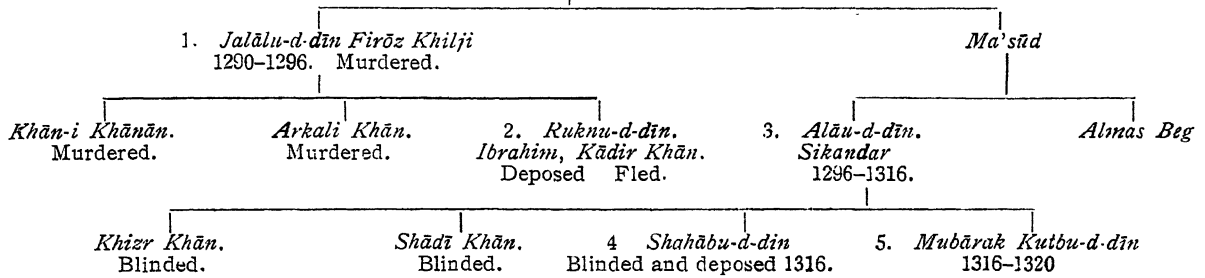 1. Jalālu-d-dīn Firōz Khilji Ma'sūd
1290–1296. Murdered.
Khān-i Khānān. Arkali Khān. 2. Ruknu-d-dīn. 3. Alāu-d-dīn. Almas Beg
Murdered. Murdered. Ibrahim, Kādir Khān. Sikandar
Deposed Fled. 1296–1316.
Khizr Khān. Shādī Khān. 4 Shahābu-d-din 5. Mubārak Kutbu-d-dīn
Blinded. Blinded. Blinded and deposed 1316. 1316–1320